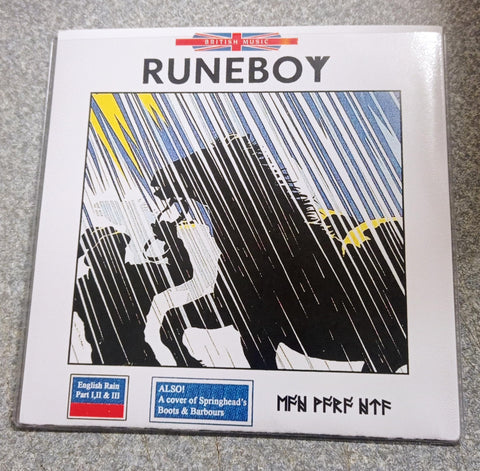 BRITISH MUSIC
RUNEBOY
English Rain
Part I,II & III
ALSO!
A cover of Springhead's
Boots & Barbours